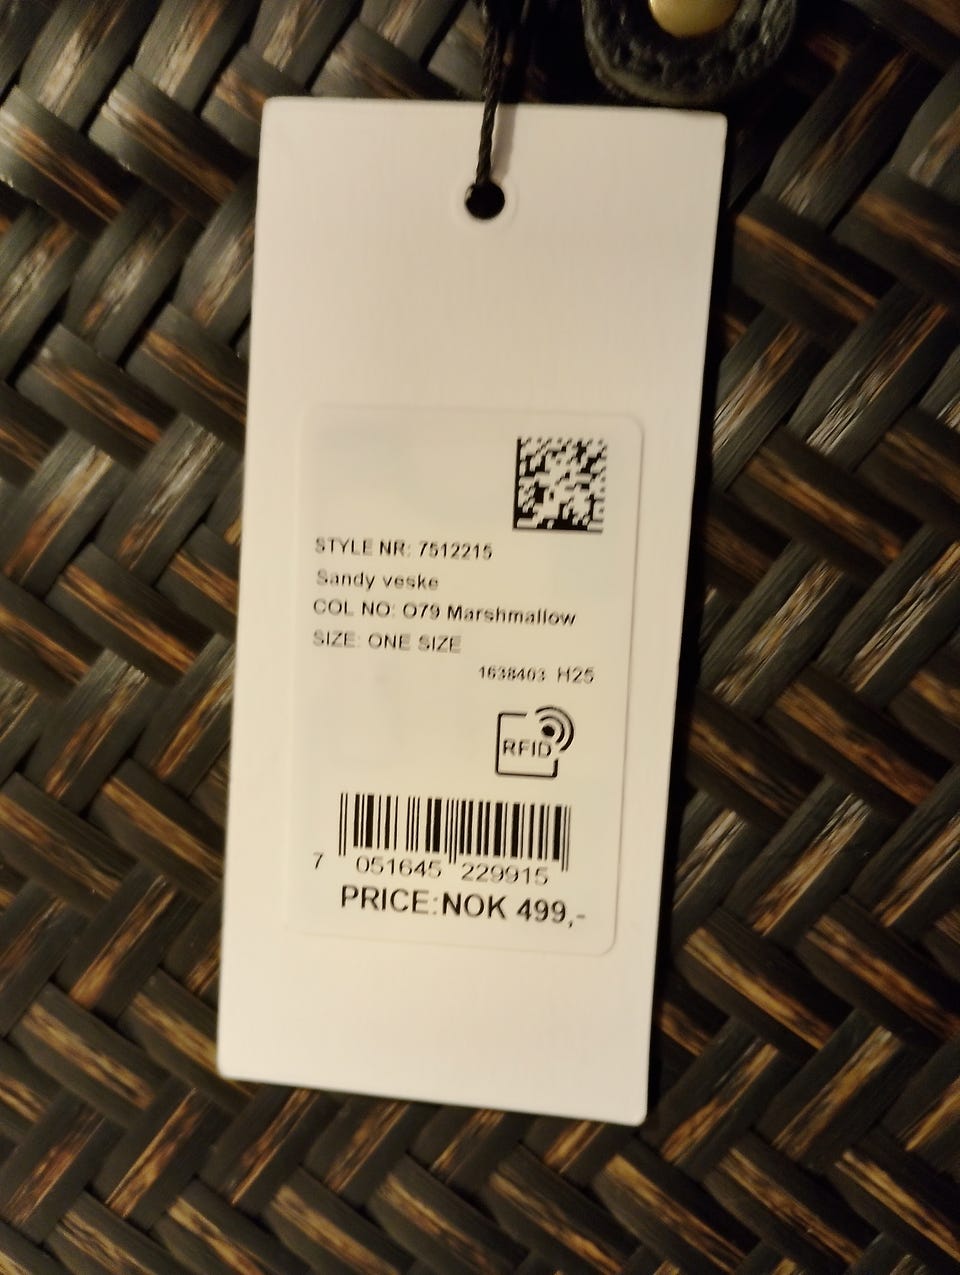 STYLE NR: 7512215
Sandy veske
COL NO: O79 Marshmallow
SIZE: ONE SIZE
1638403 H25
RFID
7 051645 229915
PRICE:NOK 499,-